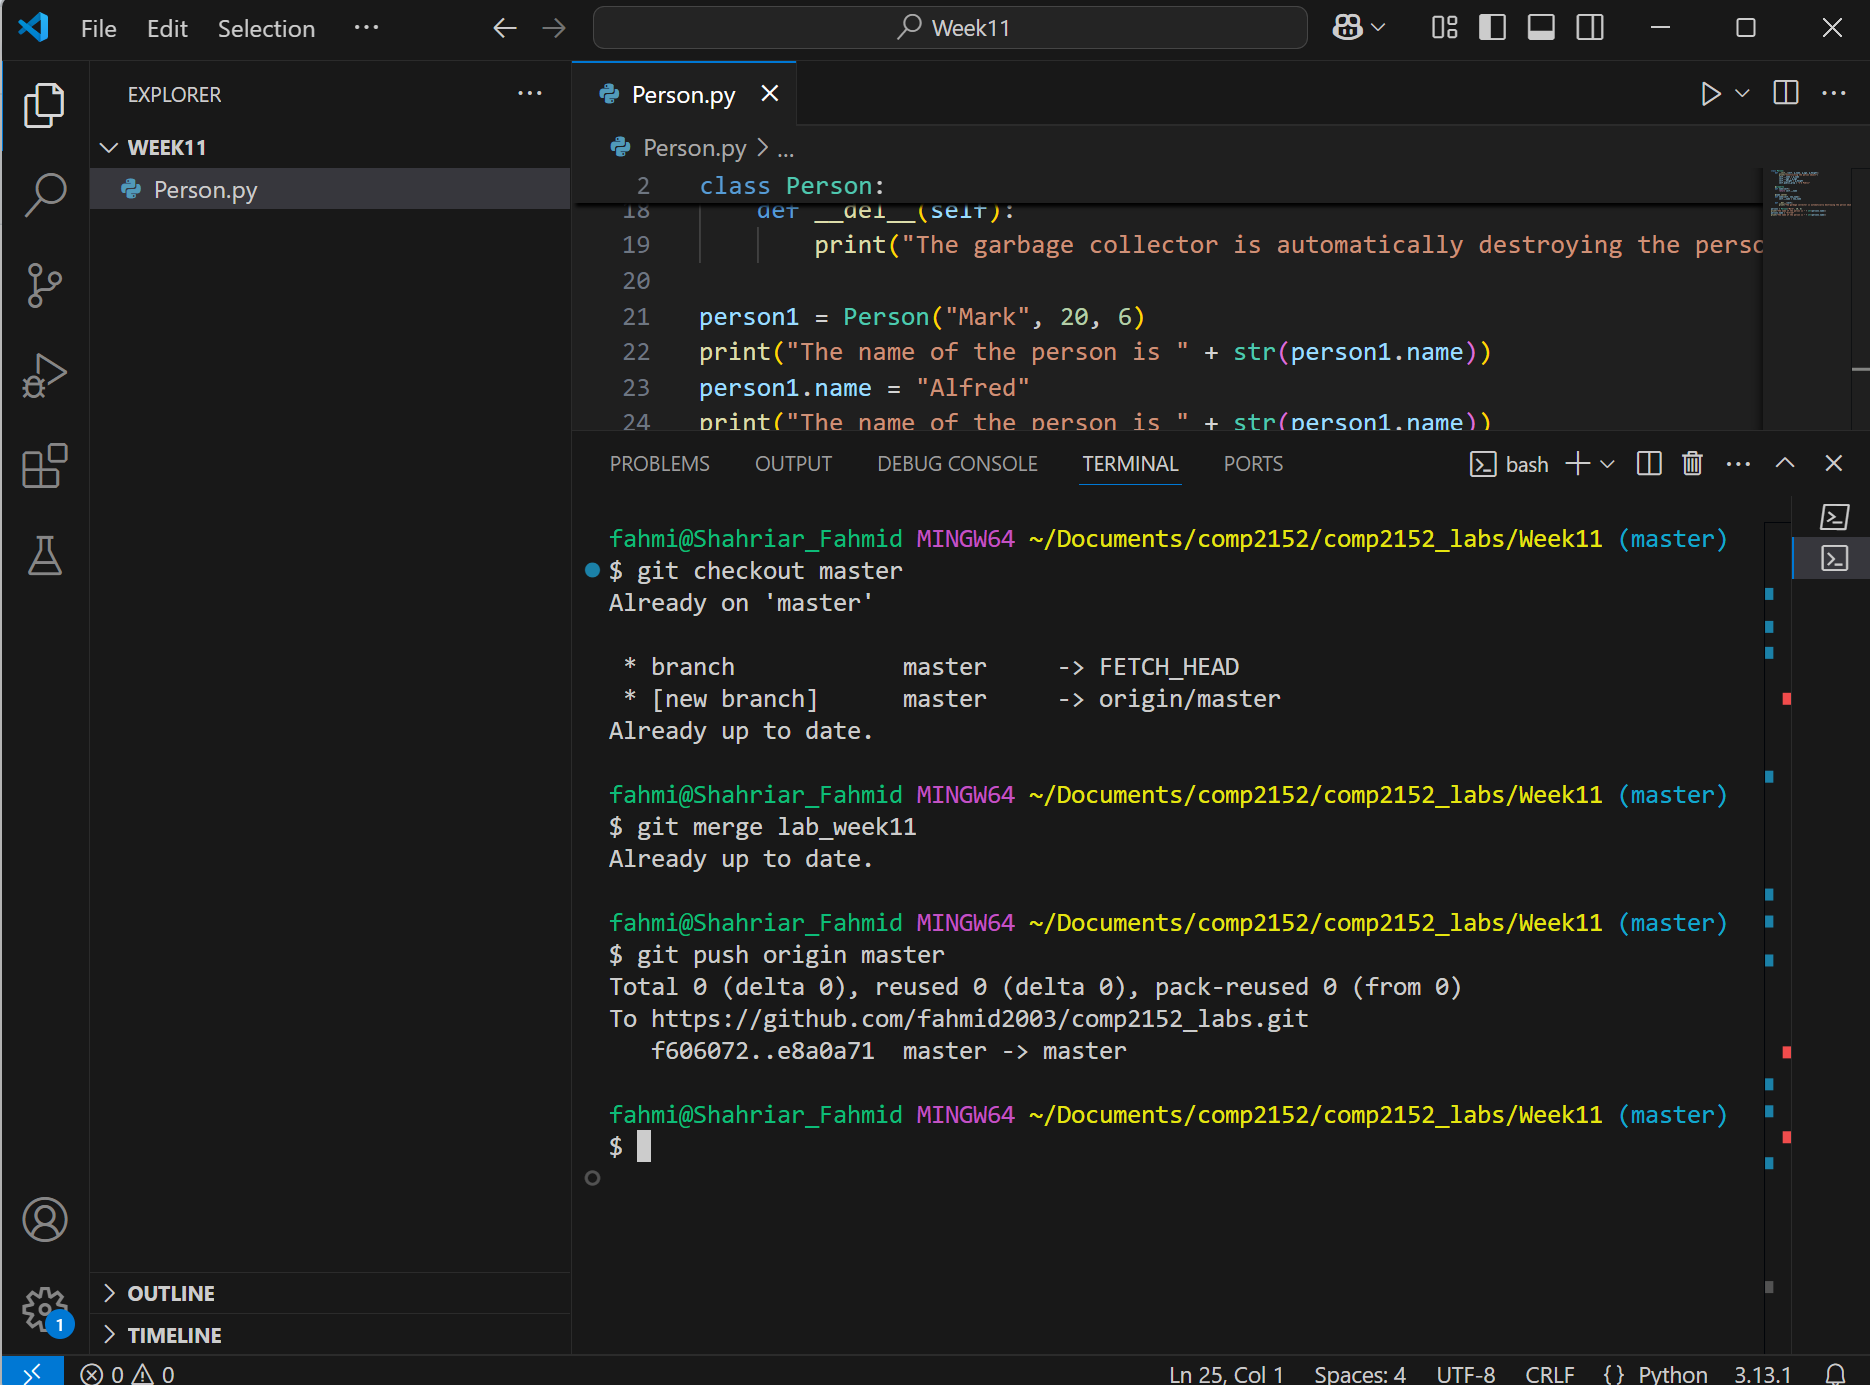 File Edit Selection ··· Week11
EXPLORER ···
WEEK11
Person.py
OUTLINE
TIMELINE
Person.py
Person.py > ...
2 class Person:
18 def __del__(self):
19 print("The garbage collector is automatically destroying the perso
20
21 person1 = Person("Mark", 20, 6)
22 print("The name of the person is " + str(person1.name))
23 person1.name = "Alfred"
24 print("The name of the person is " + str(person1.name))
PROBLEMS OUTPUT DEBUG CONSOLE TERMINAL PORTS bash
fahmi@Shahriar_Fahmid MINGW64 ~/Documents/comp2152/comp2152_labs/Week11 (master)
$ git checkout master
Already on 'master'
* branch master -> FETCH_HEAD
* [new branch] master -> origin/master
Already up to date.
fahmi@Shahriar_Fahmid MINGW64 ~/Documents/comp2152/comp2152_labs/Week11 (master)
$ git merge lab_week11
Already up to date.
fahmi@Shahriar_Fahmid MINGW64 ~/Documents/comp2152/comp2152_labs/Week11 (master)
$ git push origin master
Total 0 (delta 0), reused 0 (delta 0), pack-reused 0 (from 0)
To https://github.com/fahmid2003/comp2152_labs.git
f606072..e8a0a71 master -> master
fahmi@Shahriar_Fahmid MINGW64 ~/Documents/comp2152/comp2152_labs/Week11 (master)
$
1
0 0 Ln 25, Col 1 Spaces: 4 UTF-8 CRLF {} Python 3.13.1